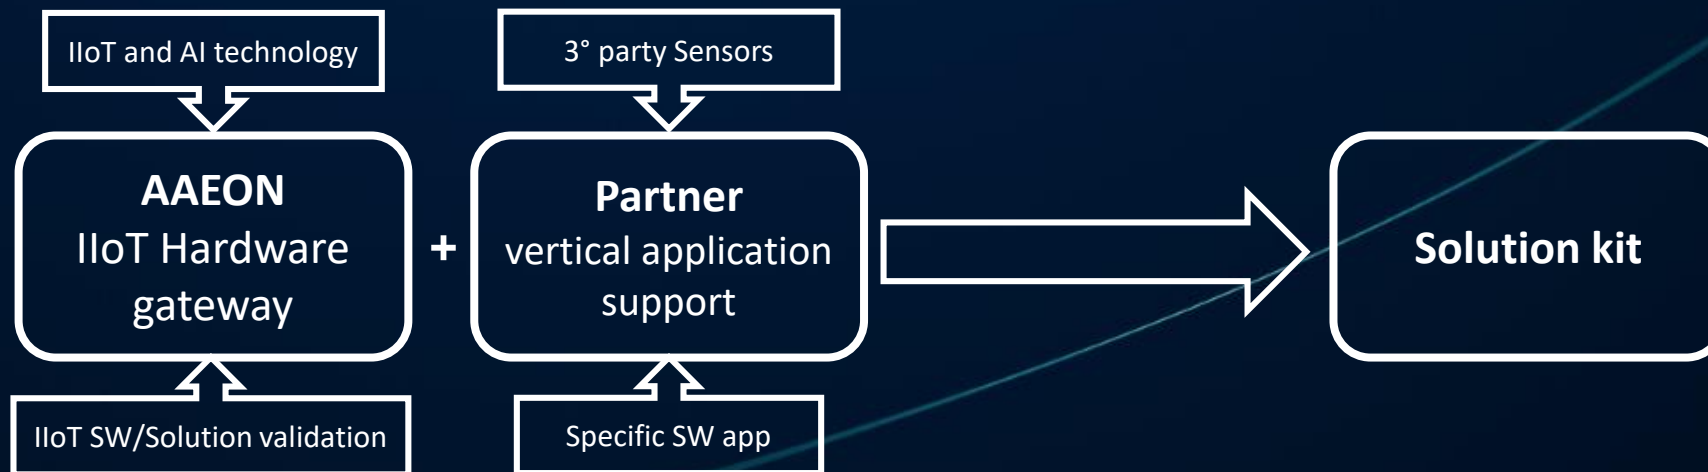 IIoT and AI technology
3° party Sensors
AAEON
IIoT Hardware
gateway
+
Partner
vertical application
support
Solution kit
IIoT SW/Solution validation
Specific SW app